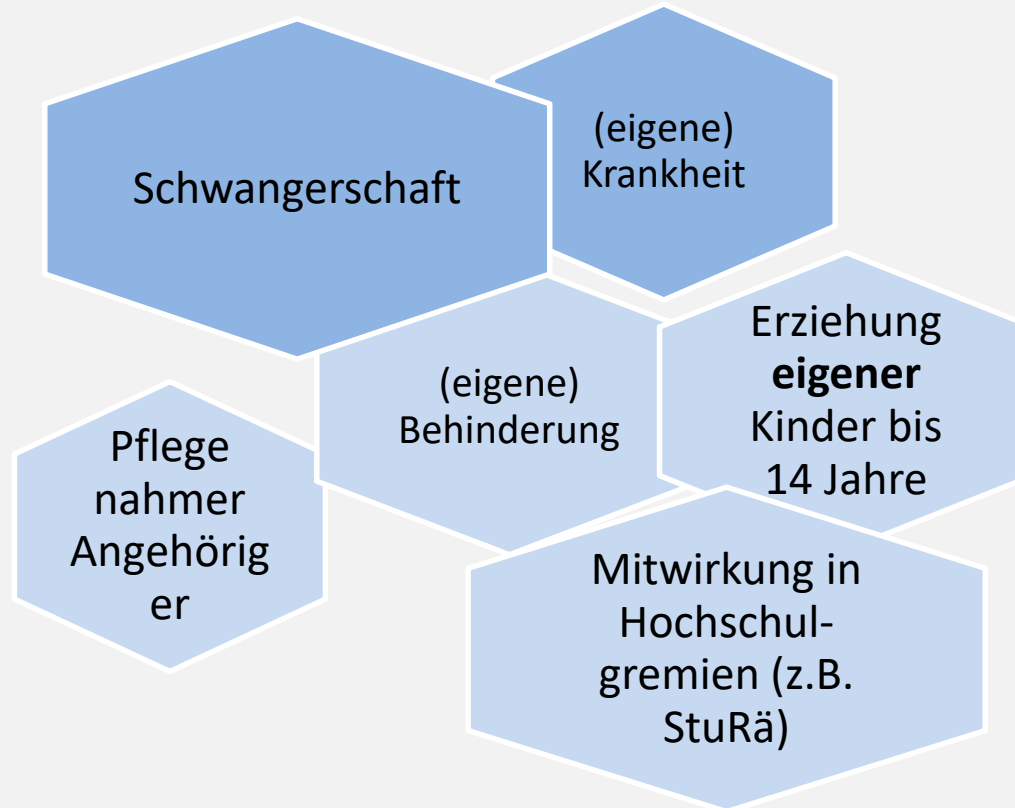 Schwangerschaft
(eigene)
Krankheit
(eigene)
Behinderung
Erziehung
eigener
Kinder bis
14 Jahre
Pflege
nahmer
Angehörig
er
Mitwirkung in
Hochschul-
gremien (z.B.
StuRä)